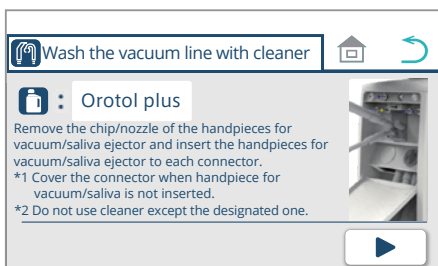 Wash the vacuum line with cleaner
: Orotol plus
Remove the chip/nozzle of the handpieces for
vacuum/saliva ejector and insert the handpieces for
vacuum/saliva ejector to each connector.
*1 Cover the connector when handpiece for
vacuum/saliva is not inserted.
*2 Do not use cleaner except the designated one.